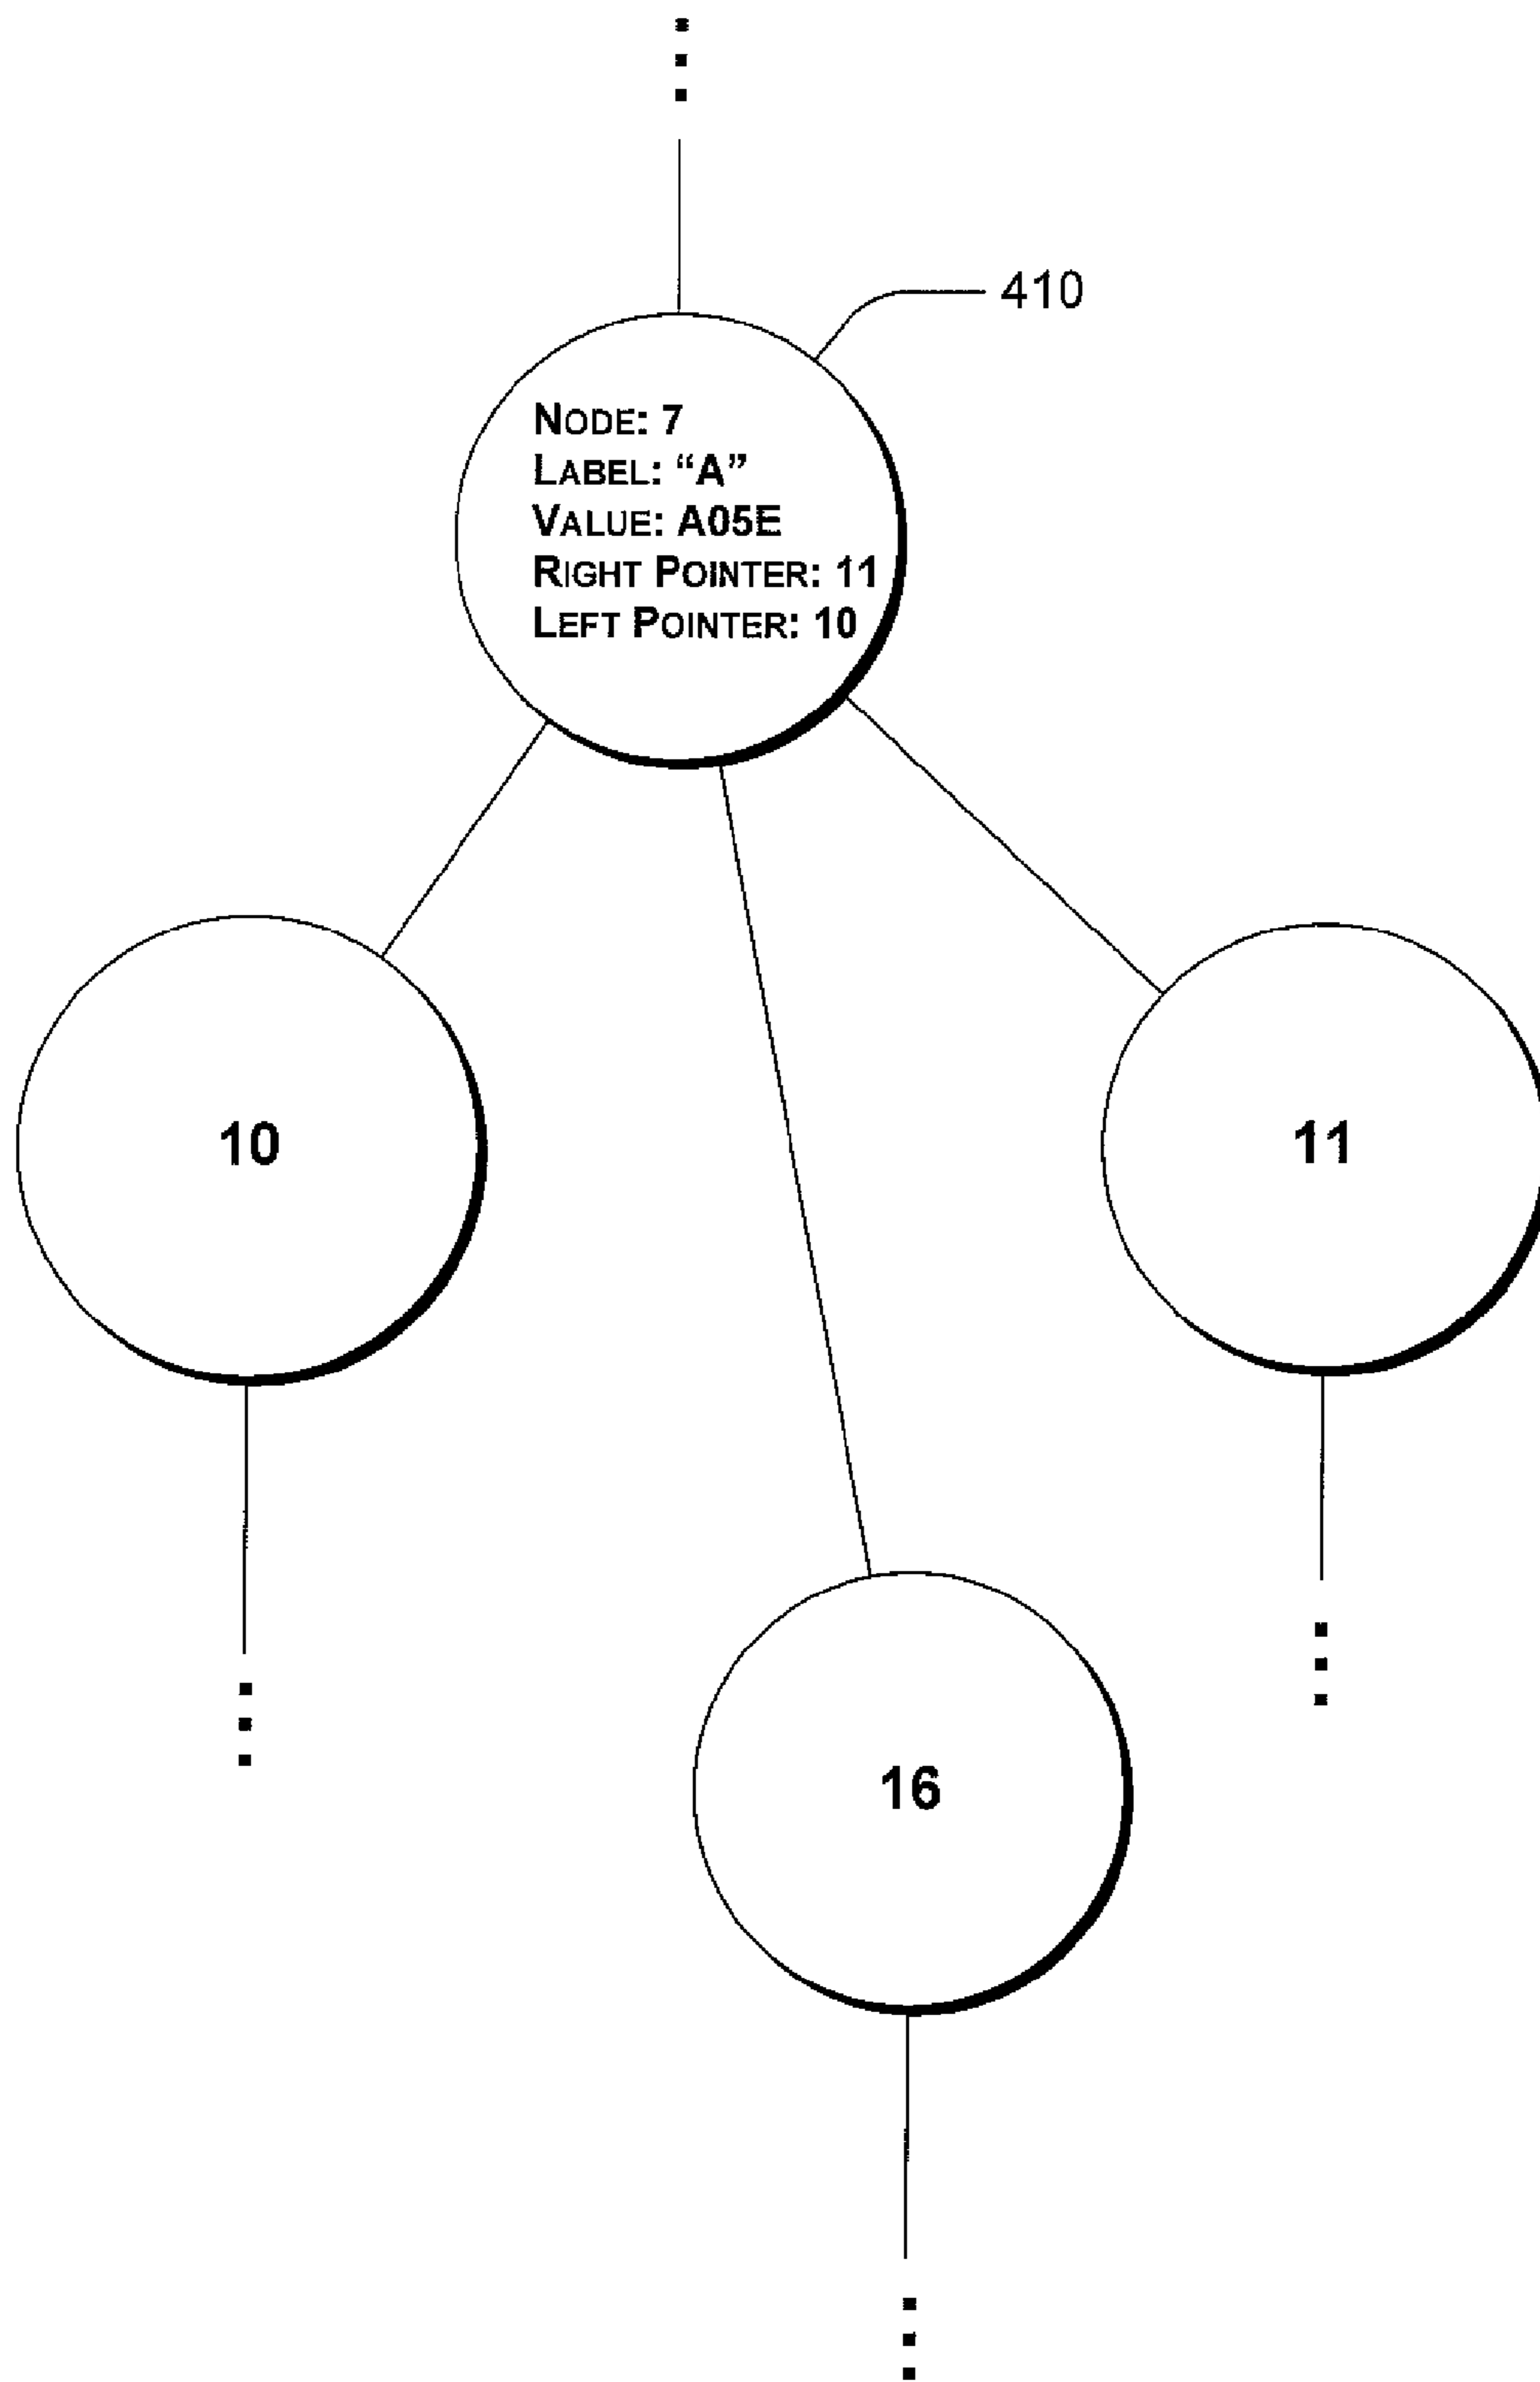 410
NODE: 7
LABEL: “A”
VALUE: A05E
RIGHT POINTER: 11
LEFT POINTER: 10
10
11
16